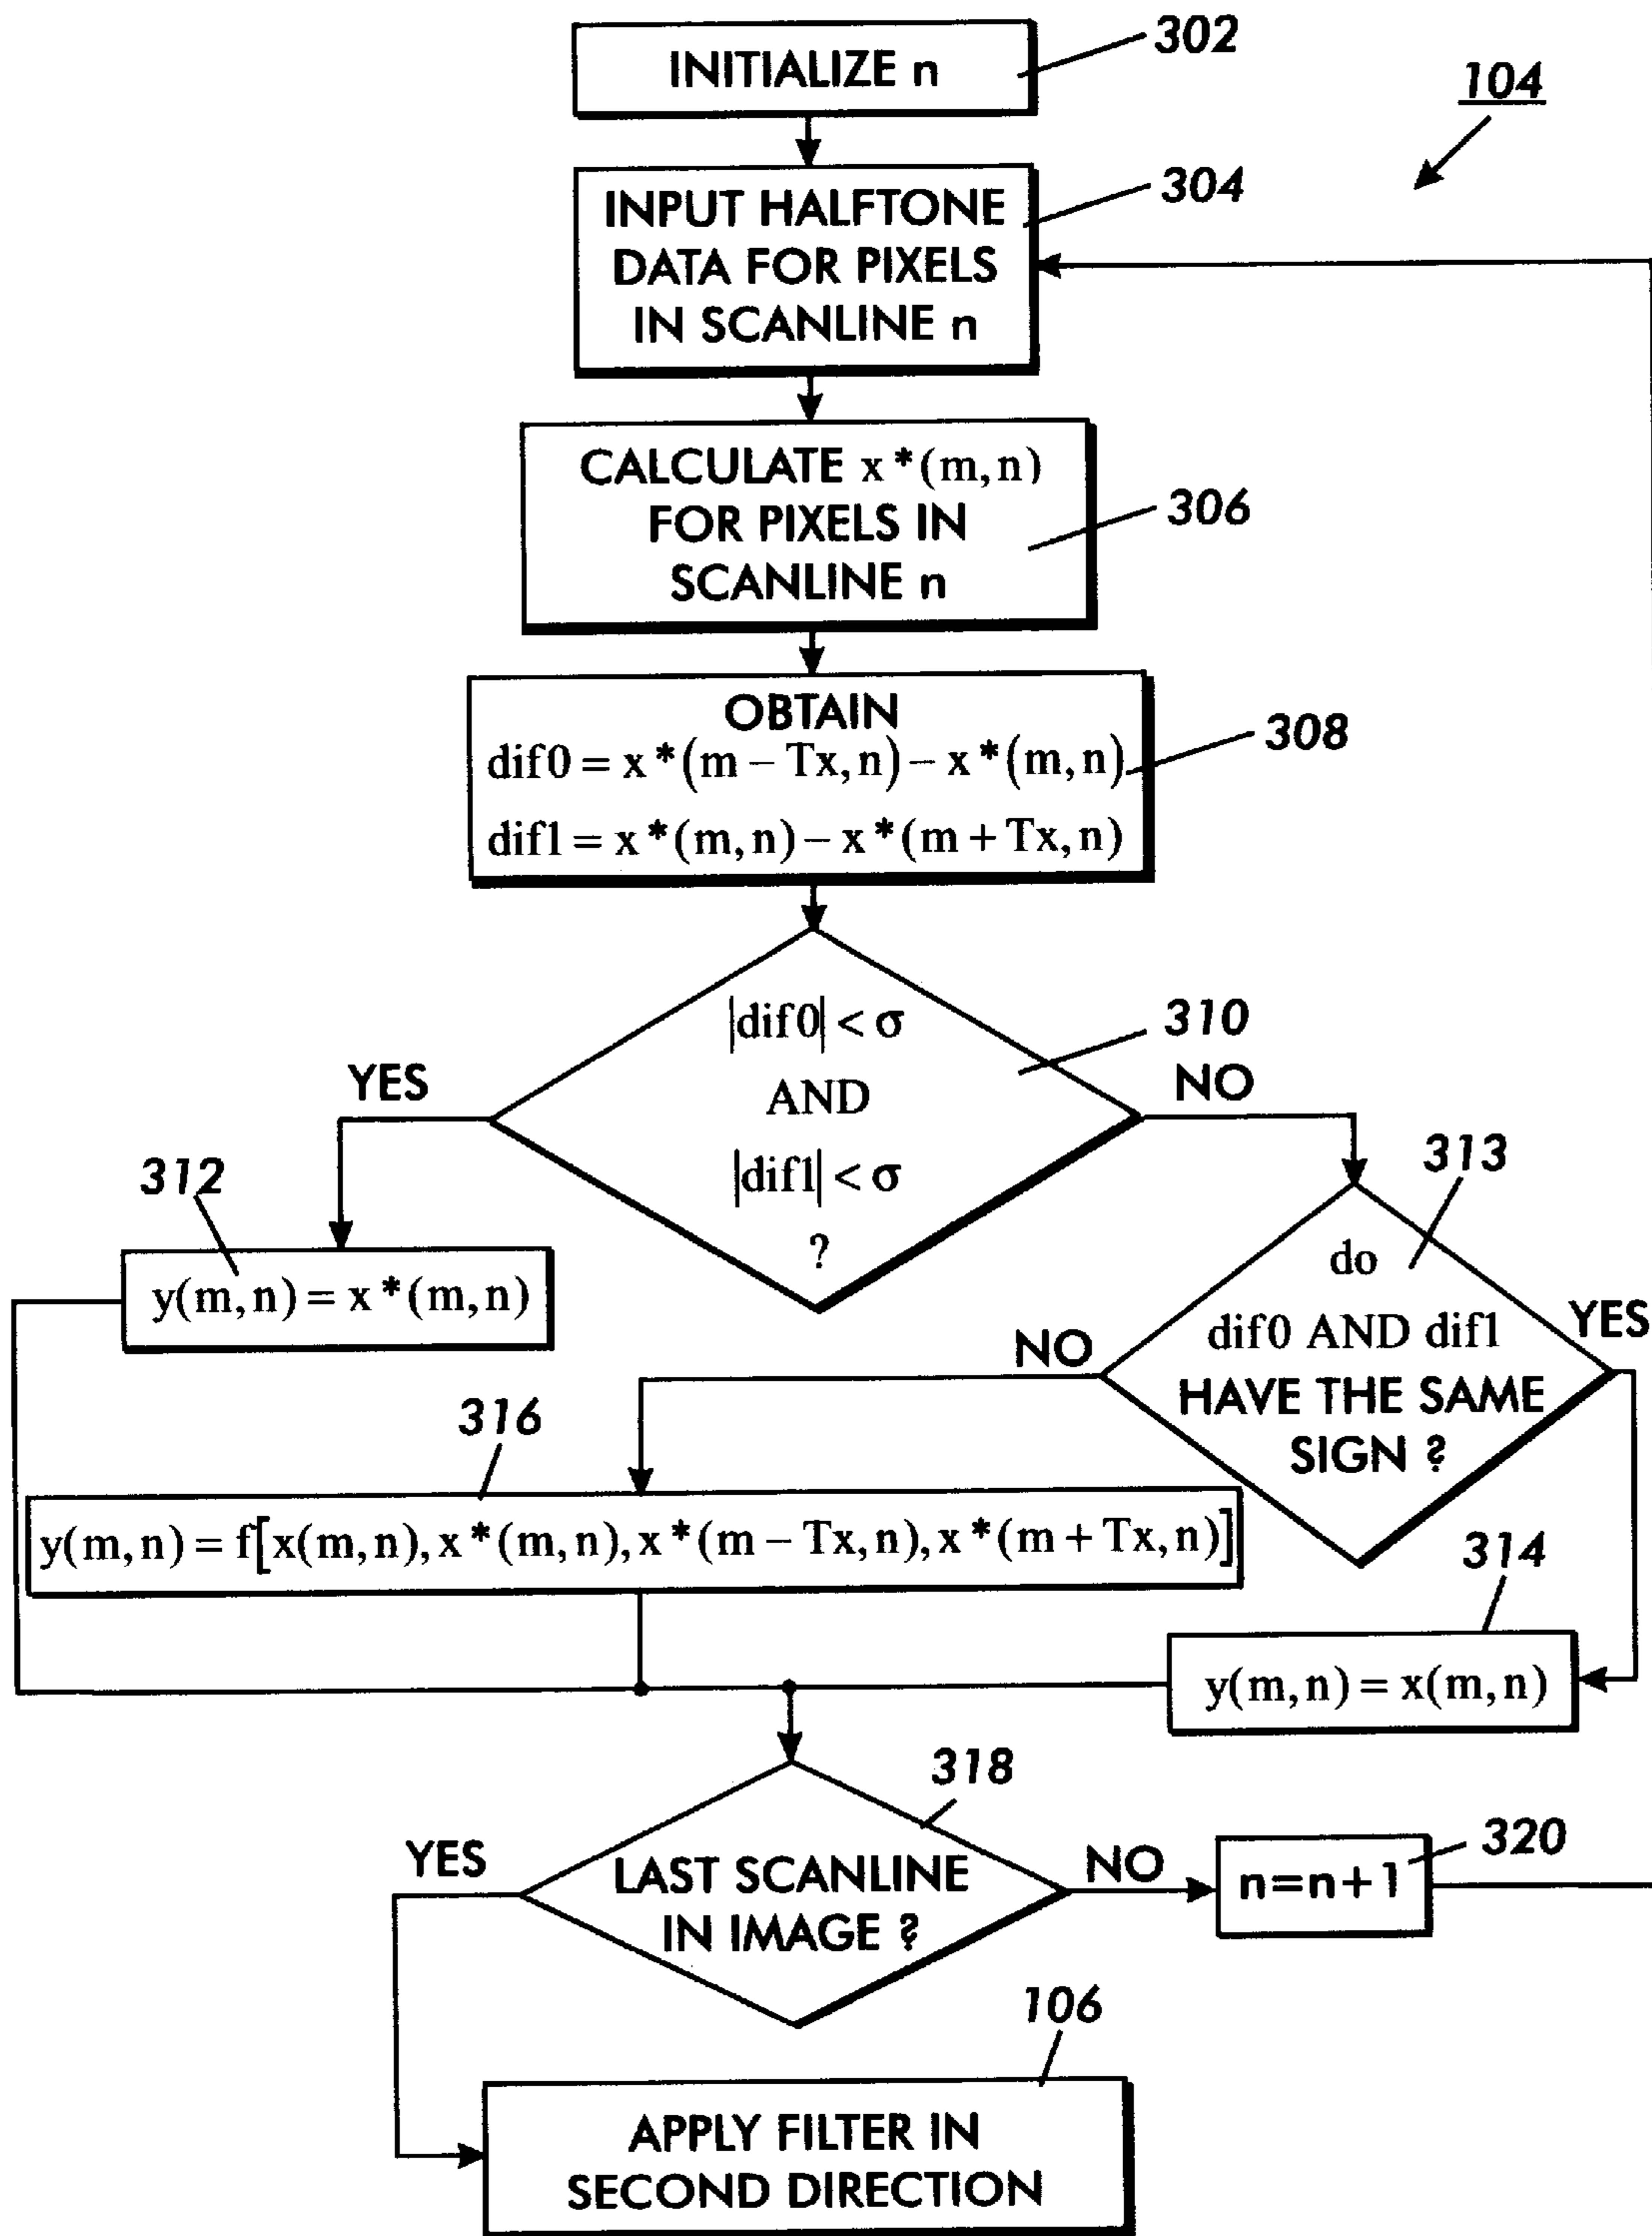 302
INITIALIZE n
104
304
INPUT HALFTONE
DATA FOR PIXELS
IN SCANLINE n
CALCULATE x*(m,n)
FOR PIXELS IN
SCANLINE n
306
OBTAIN
dif0 = x*(m – Tx, n) – x*(m, n)
dif1 = x*(m, n) – x*(m + Tx, n)
308
|dif0| < σ
AND
|dif1| < σ
?
310
YES
NO
312
y(m, n) = x*(m, n)
313
do
dif0 AND dif1
HAVE THE SAME
SIGN ?
NO
YES
316
y(m, n) = f[x(m, n), x*(m, n), x*(m – Tx, n), x*(m + Tx, n)]
314
y(m, n) = x(m, n)
318
LAST SCANLINE
IN IMAGE ?
YES
NO
320
n=n+1
106
APPLY FILTER IN
SECOND DIRECTION